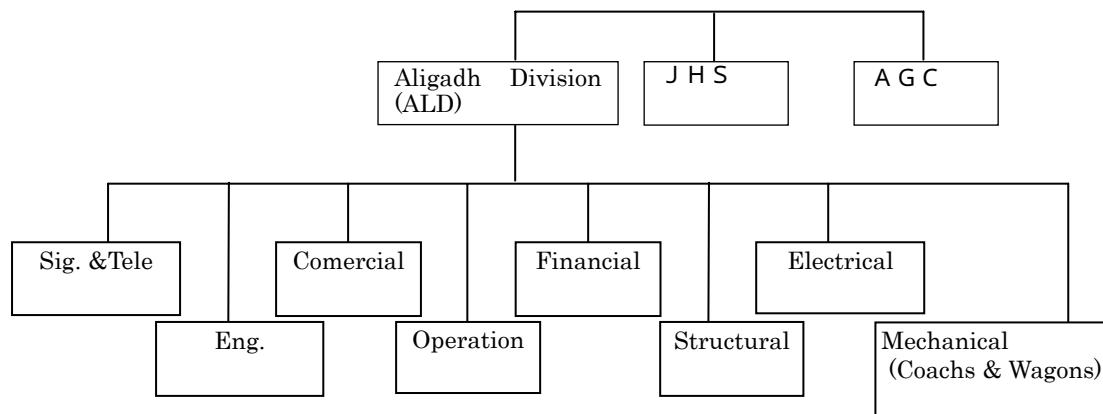 Aligadh Division
(ALD)
J H S
A G C
Sig. &Tele
Comercial
Financial
Electrical
Eng.
Operation
Structural
Mechanical
(Coachs & Wagons)